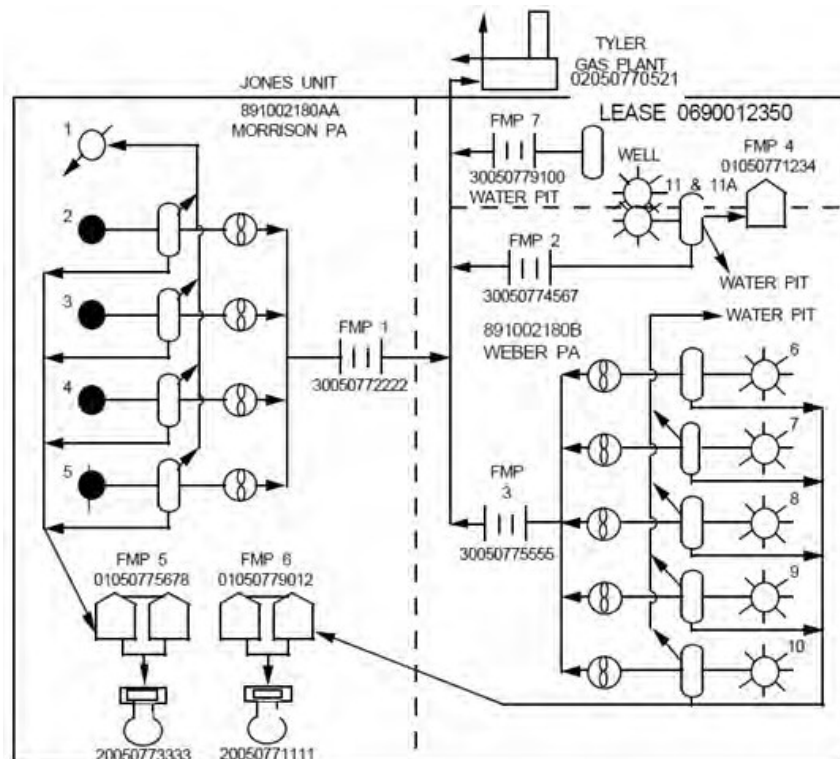 TYLER
GAS PLANT
02050770521
JONES UNIT
891002180AA
MORRISON PA
LEASE 0690012350
1
FMP 7
30050779100
WATER PIT
WELL
11 & 11A
FMP 4
01050771234
2
FMP 2
30050774567
WATER PIT
3
WATER PIT
FMP 1
30050772222
891002180B
WEBER PA
6
4
7
5
FMP
3
30050775555
8
9
FMP 5
01050775678
FMP 6
01050779012
10
20050773333
20050771111